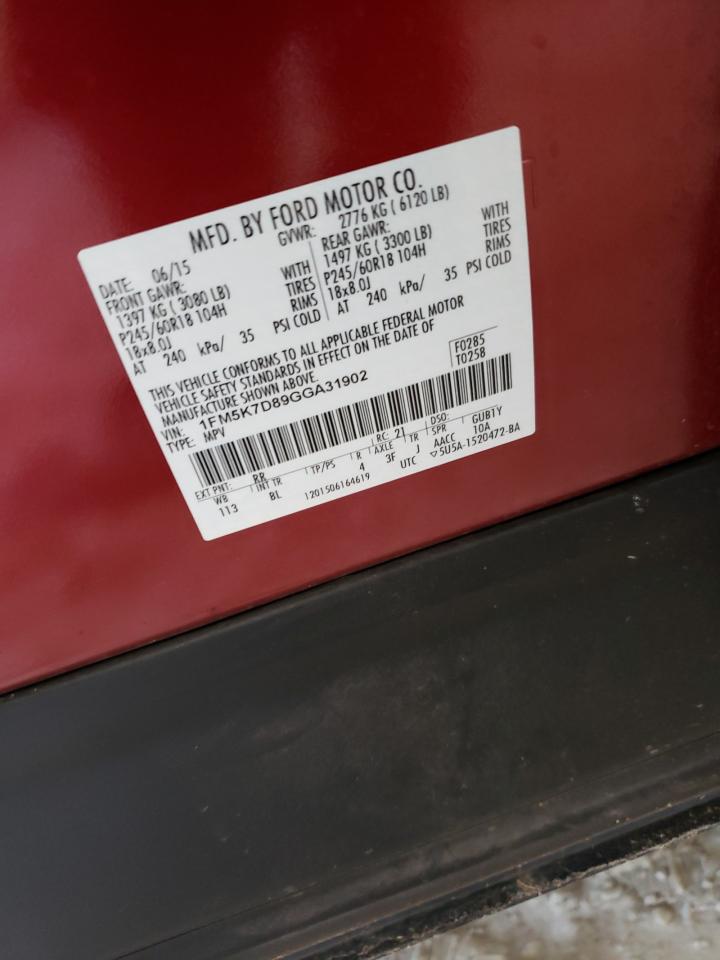 MFD. BY FORD MOTOR CO.
DATE: 06/15
GVWR: 2776 KG ( 6120 LB)
FRONT GAWR:
1397 KG ( 3080 LB) WITH
P245/60R18 104H TIRES
18x8.0J RIMS
AT 240 kPa/ 35 PSI COLD
REAR GAWR:
1497 KG ( 3300 LB) WITH
P245/60R18 104H TIRES
18x8.0J RIMS
AT 240 kPa/ 35 PSI COLD
THIS VEHICLE CONFORMS TO ALL APPLICABLE FEDERAL MOTOR
VEHICLE SAFETY STANDARDS IN EFFECT ON THE DATE OF
MANUFACTURE SHOWN ABOVE.
VIN: 1FM5K7D89GGA31902
TYPE: MPV
F0285
T0258
EXT PNT: RR RC: 21 DSO:
WB INT TR TP/PS R AXLE TR SPR GUB1Y
113 BL 4 3F J AACC 10A
1201506164619 UTC ▽5U5A-1520472-BA